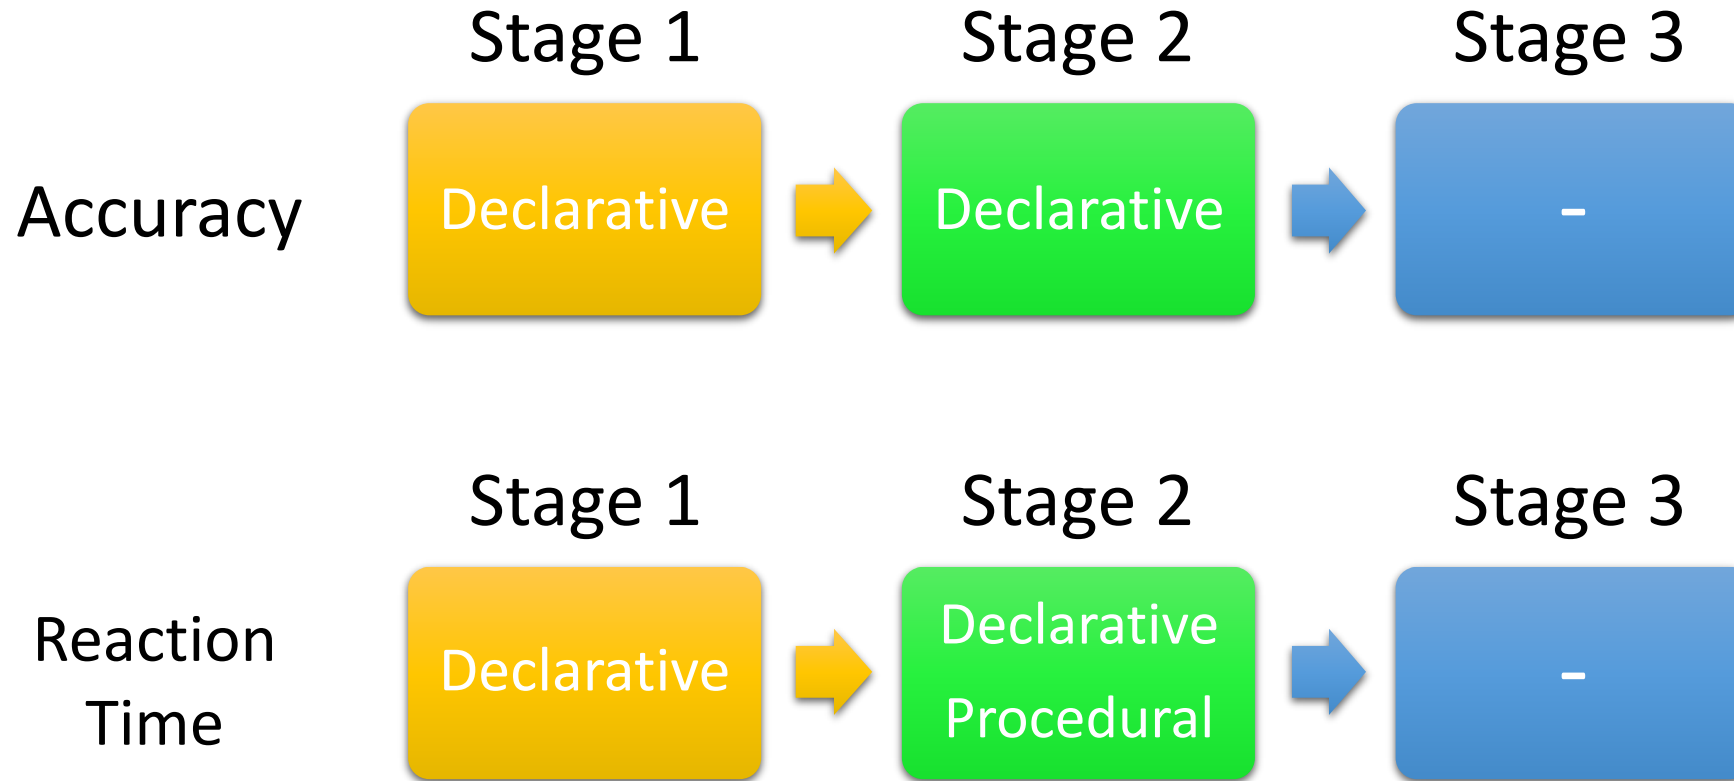 Stage 1 Stage 2 Stage 3
Accuracy Declarative Declarative -
Stage 1 Stage 2 Stage 3
Reaction
Time
Declarative
Declarative
Procedural
-